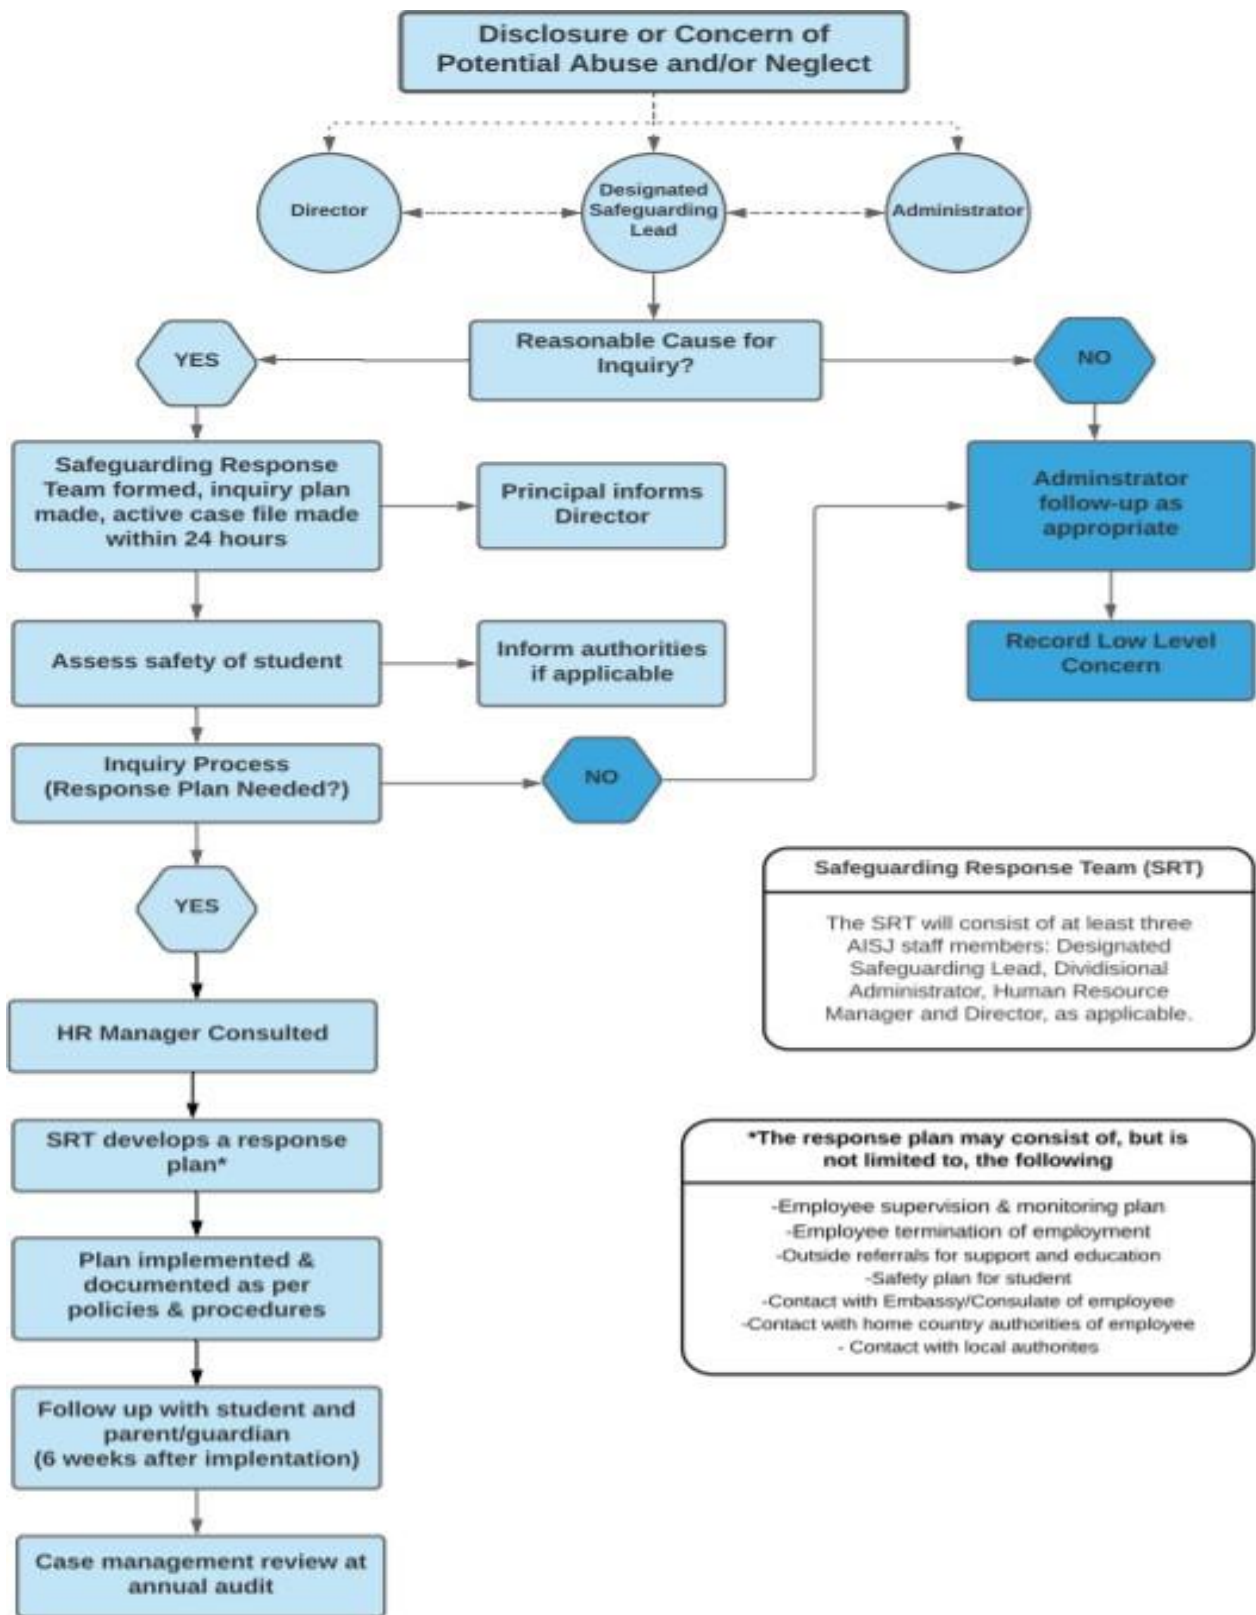 Disclosure or Concern of
Potential Abuse and/or Neglect
Director
Designated
Safeguarding
Lead
Administrator
Reasonable Cause for
Inquiry?
YES
NO
Safeguarding Response
Team formed, inquiry plan
made, active case file made
within 24 hours
Principal informs
Director
Adminstrator
follow-up as
appropriate
Assess safety of student
Inform authorities
if applicable
Record Low Level
Concern
Inquiry Process
(Response Plan Needed?)
NO
YES
Safeguarding Response Team (SRT)
The SRT will consist of at least three
AISJ staff members: Designated
Safeguarding Lead, Dividisional
Administrator, Human Resource
Manager and Director, as applicable.
HR Manager Consulted
SRT develops a response
plan*
*The response plan may consist of, but is
not limited to, the following
-Employee supervision & monitoring plan
-Employee termination of employment
-Outside referrals for support and education
-Safety plan for student
-Contact with Embassy/Consulate of employee
-Contact with home country authorities of employee
- Contact with local authorites
Plan implemented &
documented as per
policies & procedures
Follow up with student and
parent/guardian
(6 weeks after implentation)
Case management review at
annual audit